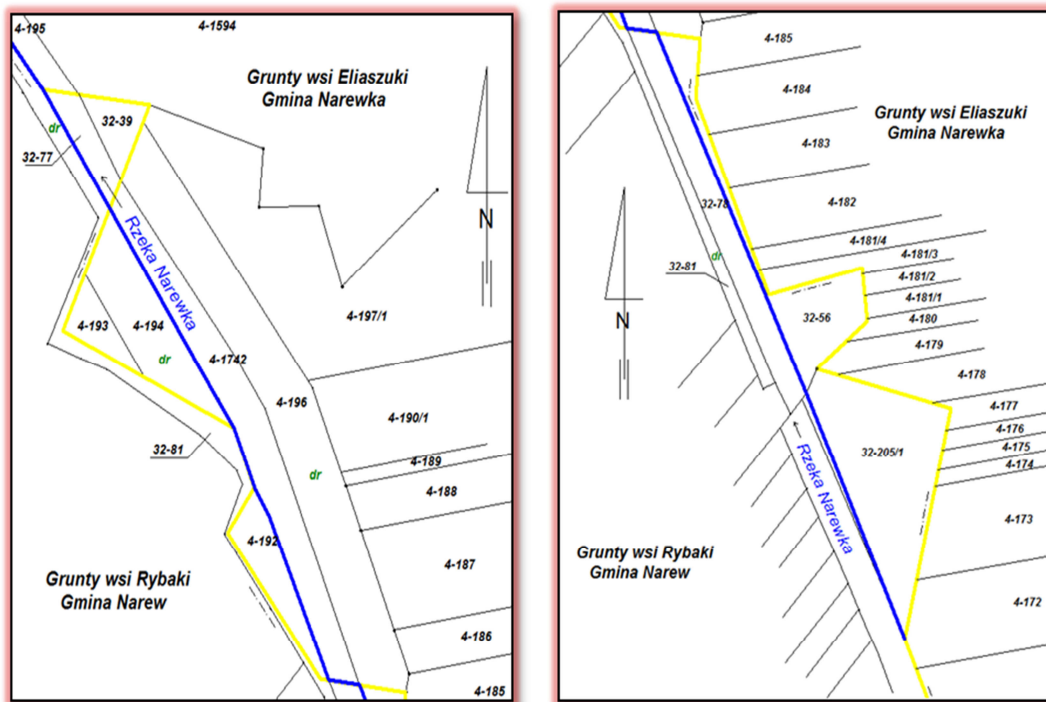 4-195
4-1594
Grunty wsi Eliaszuki
Gmina Narewka
32-39
dr
32-77
Rzeka Narewka
N
4-193
4-194
dr
4-1742
4-197/1
4-196
4-190/1
32-81
4-189
dr
4-188
4-192
4-187
Grunty wsi Rybaki
Gmina Narew
4-186
4-185
4-185
4-184
Grunty wsi Eliaszuki
Gmina Narewka
4-183
32-78
4-182
4-181/4
dr
4-181/3
32-81
4-181/2
4-181/1
N
32-56
4-180
4-179
4-178
4-177
4-176
32-205/1
4-175
4-174
Rzeka Narewka
4-173
Grunty wsi Rybaki
Gmina Narew
4-172